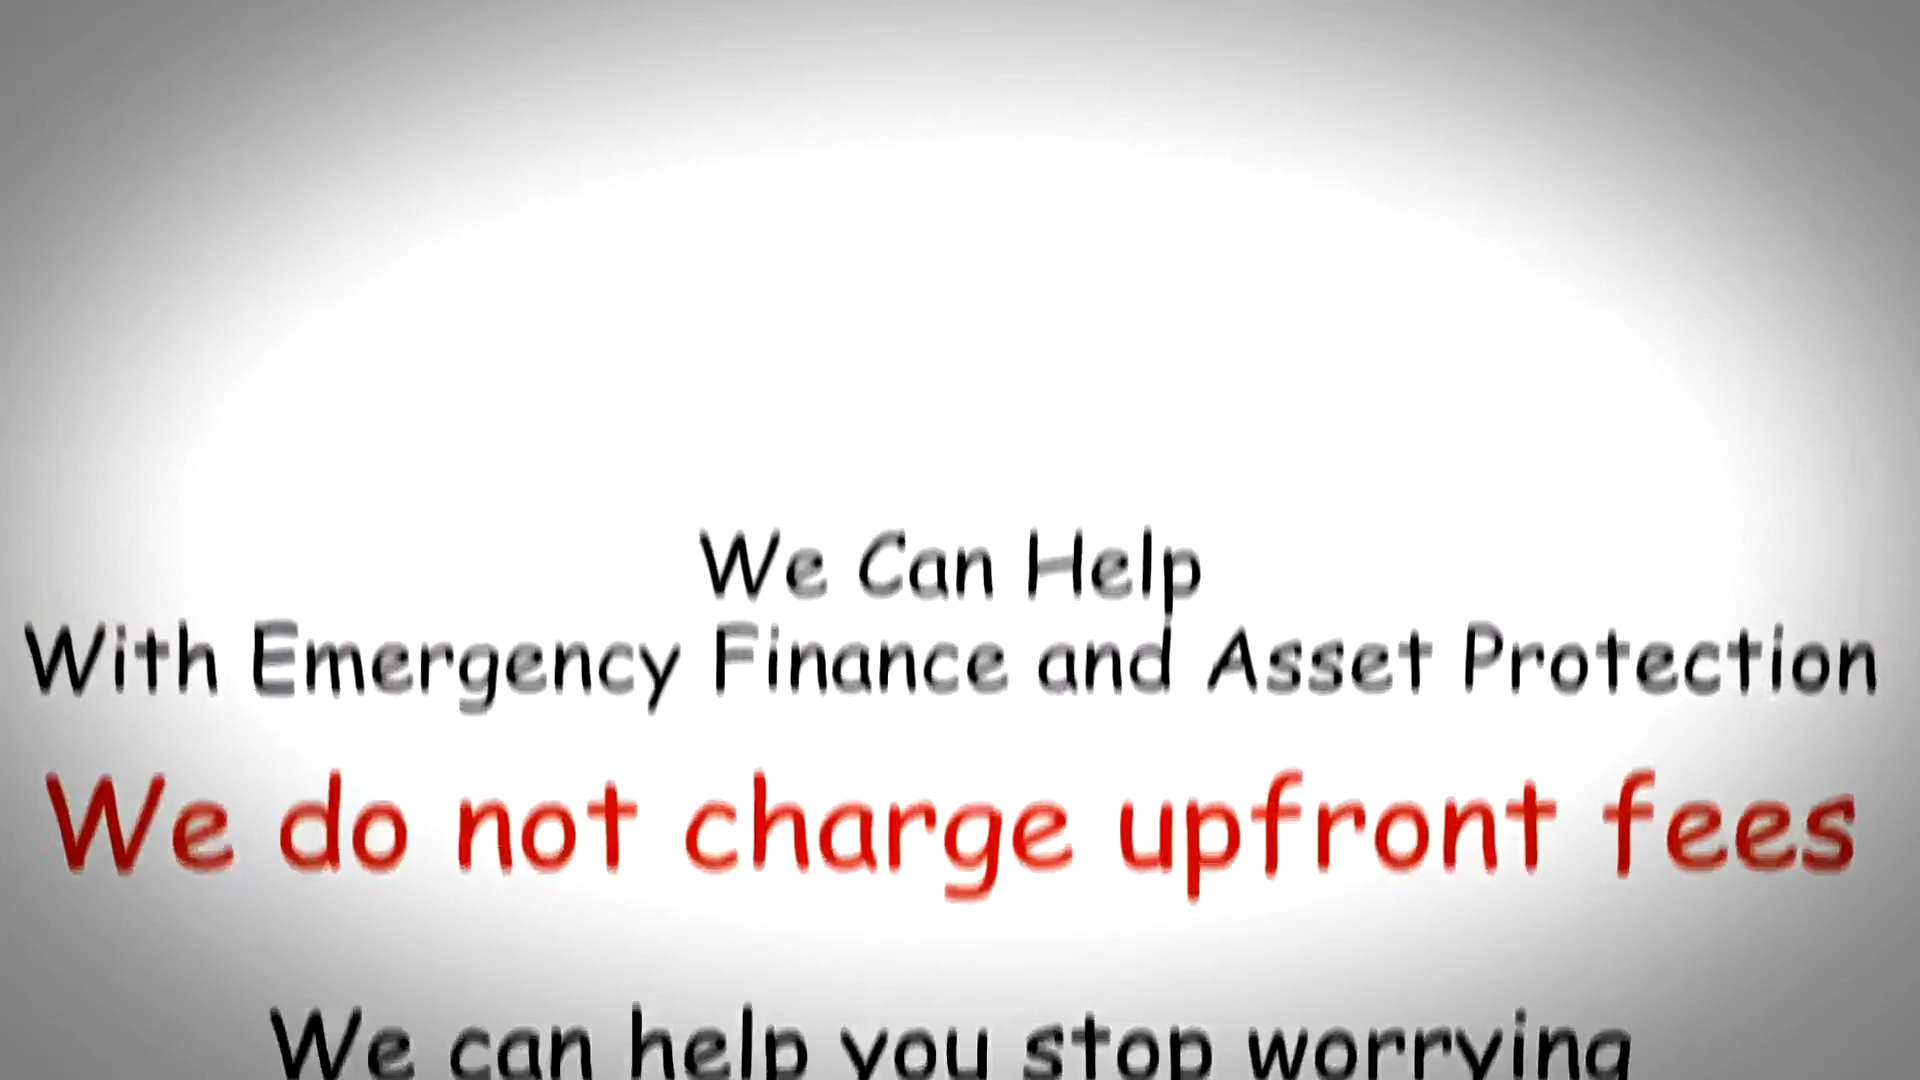 We Can Help
With Emergency Finance and Asset Protection
We do not charge upfront fees
We can help you stop worrying